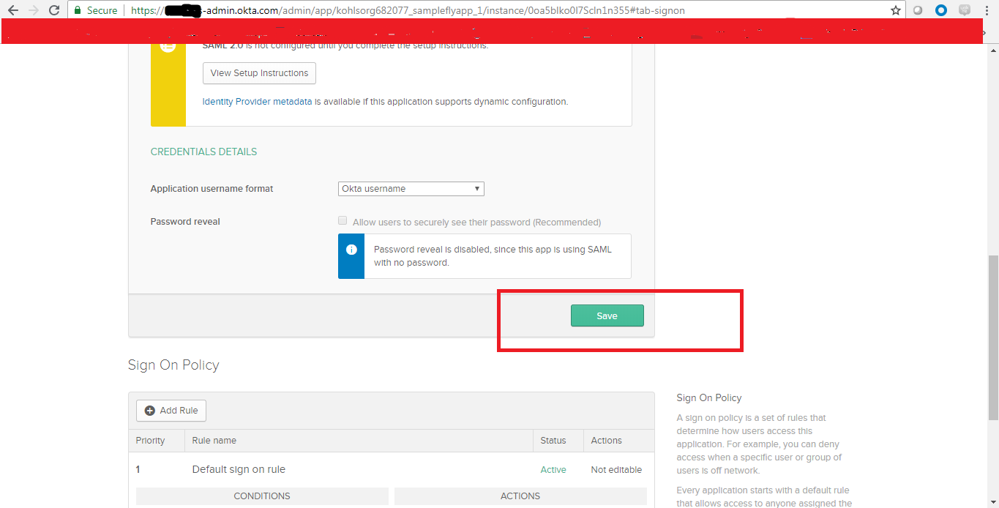 Secure
https://
s-admin.okta.com/admin/app/kohlsorg682077_sampleflyapp_1/instance/0oa5blko0l7ScIn1n355#tab-signon
SAML 2.0 is not configured until you complete the setup instructions.
View Setup Instructions
Identity Provider metadata is available if this application supports dynamic configuration.
CREDENTIALS DETAILS
Application username format
Okta username
Password reveal
Allow users to securely see their password (Recommended)
Password reveal is disabled, since this app is using SAML
with no password.
Save
Sign On Policy
Add Rule
Priority Rule name Status Actions
1 Default sign on rule Active Not editable
CONDITIONS ACTIONS
Sign On Policy
A sign on policy is a set of rules that
determine how users access this
application. For example, you can deny
access when a specific user or group of
users is off network.
Every application starts with a default rule
that allows access to anyone assigned the